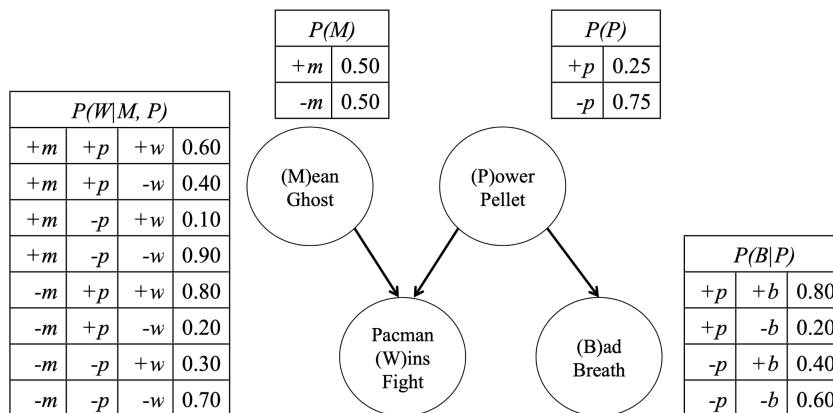 P(M)
+m 0.50
-m 0.50
P(P)
+p 0.25
-p 0.75
P(W|M, P)
+m +p +w 0.60
+m +p -w 0.40
+m -p +w 0.10
+m -p -w 0.90
-m +p +w 0.80
-m +p -w 0.20
-m -p +w 0.30
-m -p -w 0.70
(M)ean
Ghost
(P)ower
Pellet
Pacman
(W)ins
Fight
(B)ad
Breath
P(B|P)
+p +b 0.80
+p -b 0.20
-p +b 0.40
-p -b 0.60